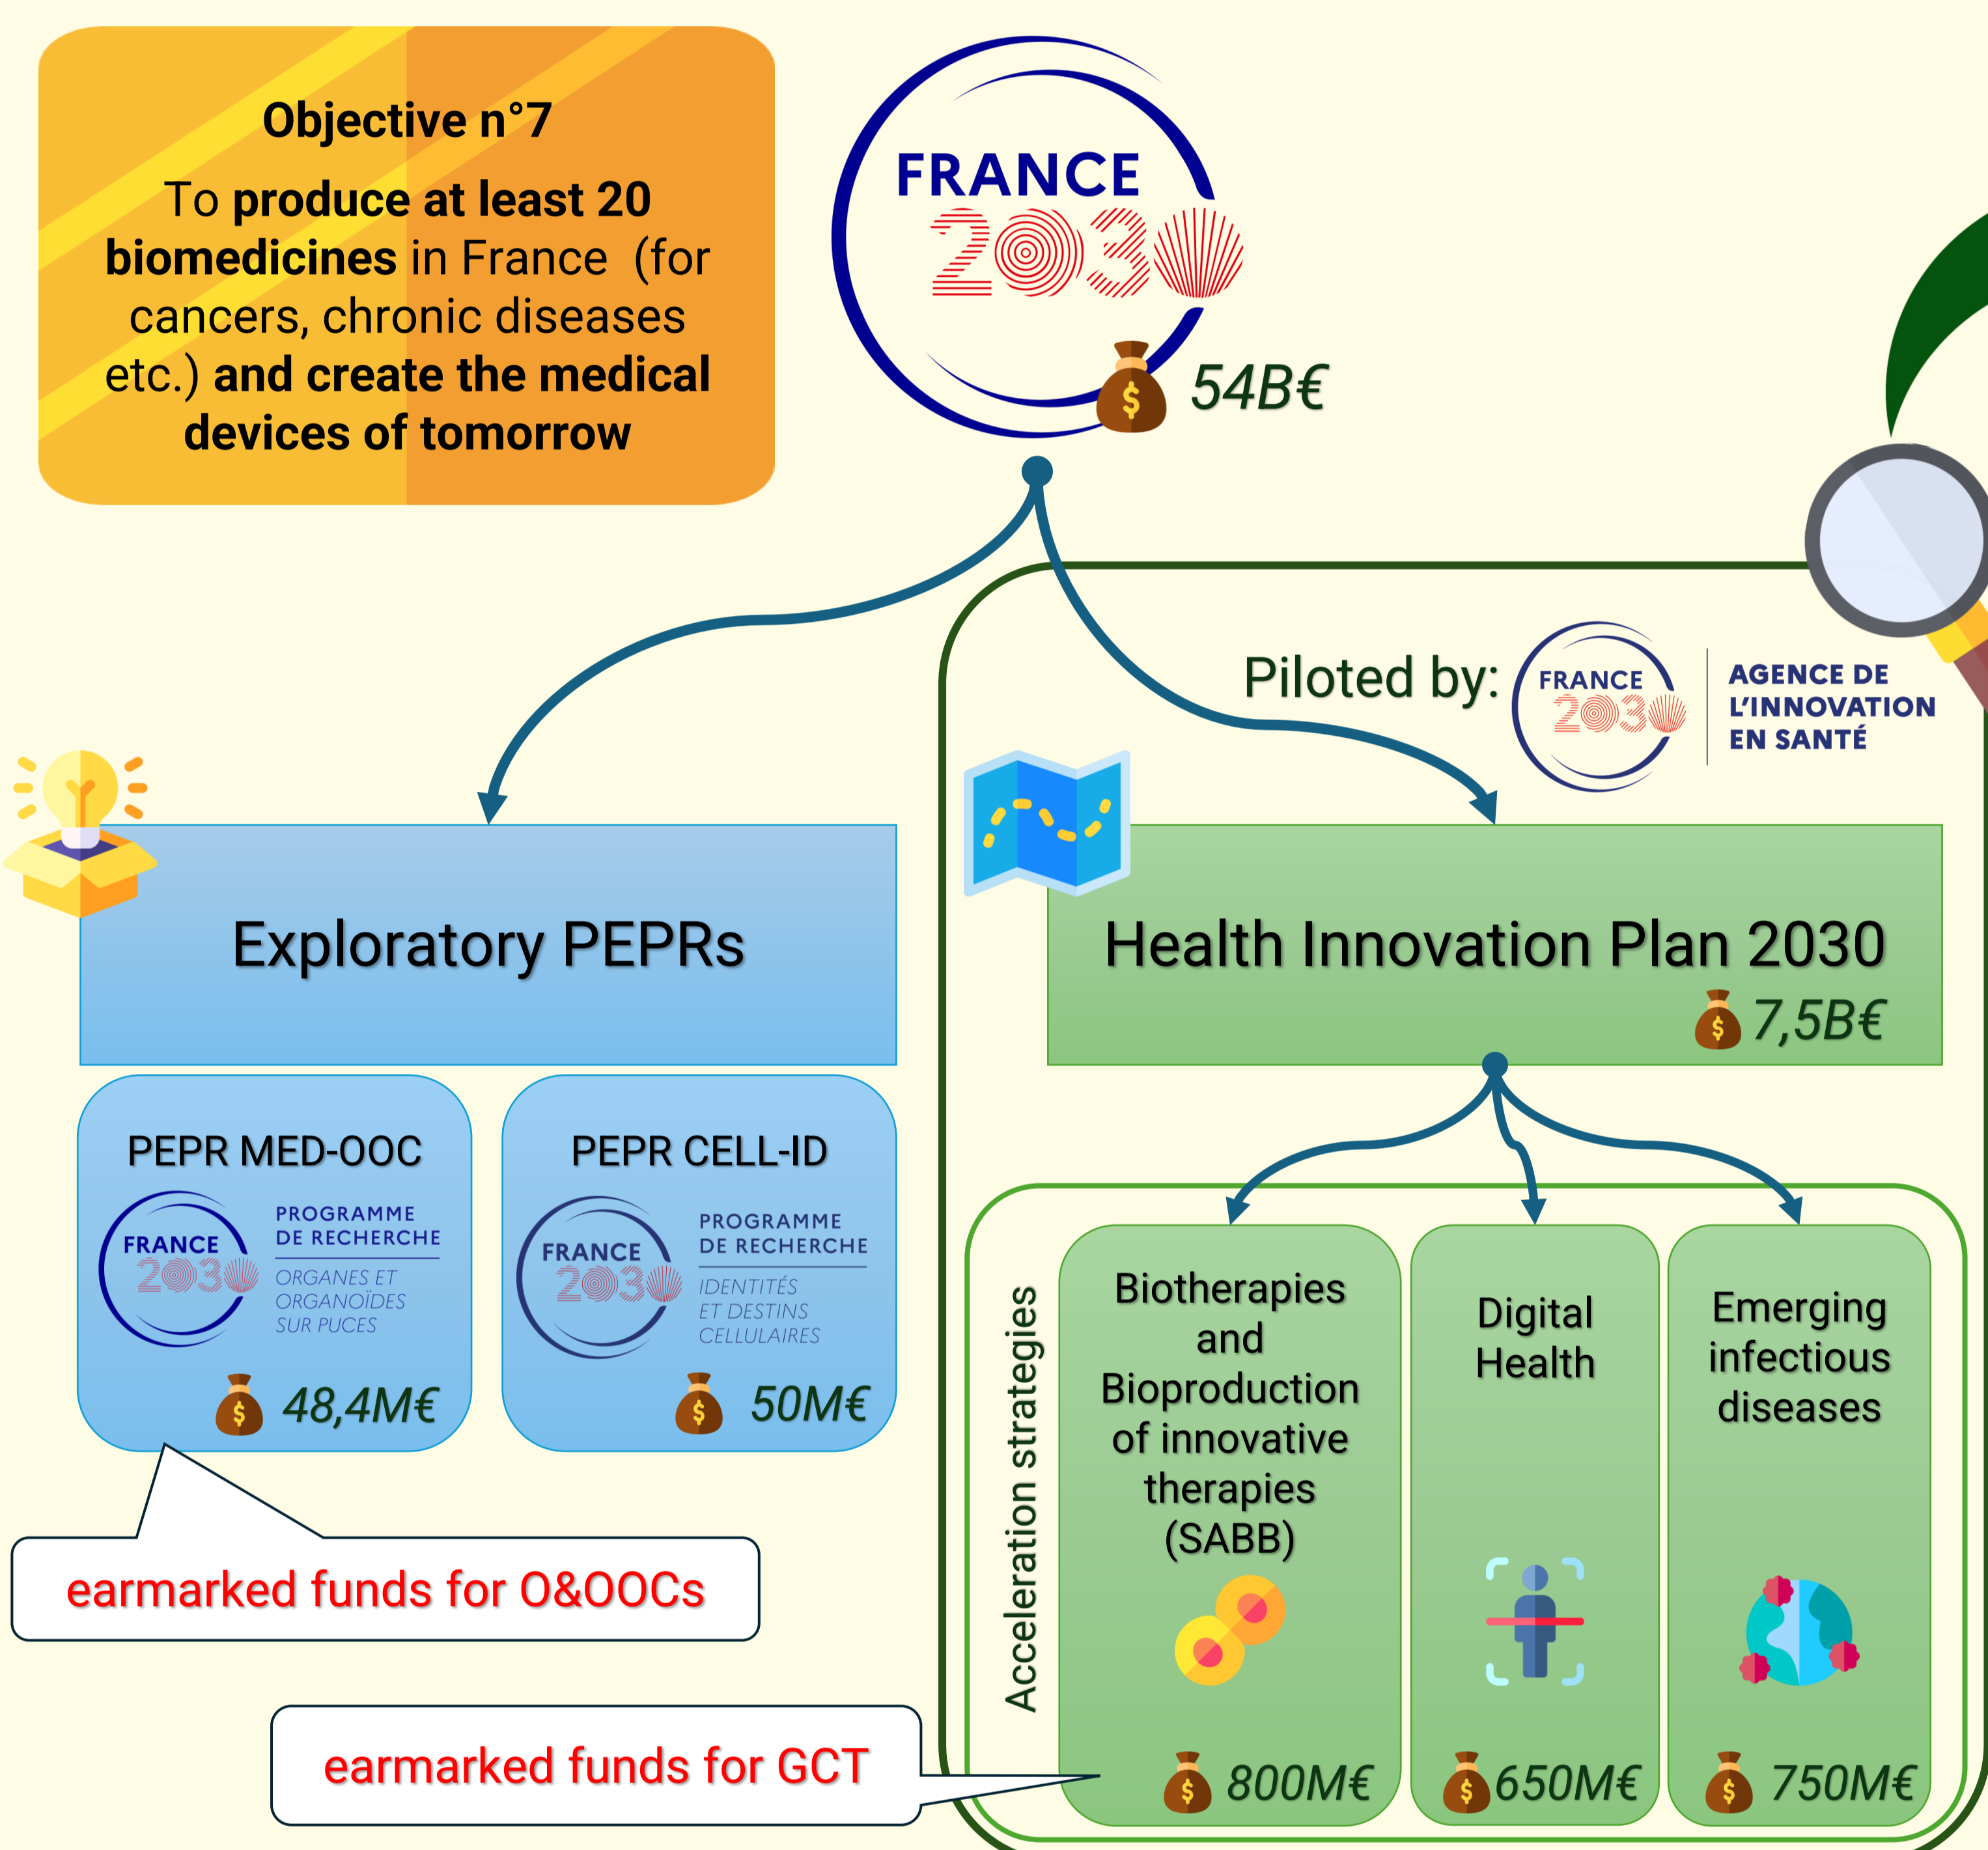 Objective n°7
To produce at least 20
biomedicines in France (for
cancers, chronic diseases
etc.) and create the medical
devices of tomorrow
FRANCE
2030
54B€
Piloted by:
FRANCE
2030
AGENCE DE
L'INNOVATION
EN SANTÉ
Exploratory PEPRs
Health Innovation Plan 2030
7,5B€
PEPR MED-OOC
FRANCE
2030
PROGRAMME
DE RECHERCHE
ORGANES ET
ORGANOÏDES
SUR PUCES
48,4M€
PEPR CELL-ID
FRANCE
2030
PROGRAMME
DE RECHERCHE
IDENTITÉS
ET DESTINS
CELLULAIRES
50M€
earmarked funds for O&OOCs
earmarked funds for GCT
Acceleration strategies
Biotherapies
and
Bioproduction
of innovative
therapies
(SABB)
$ 800M€
Digital
Health
$ 650M€
Emerging
infectious
diseases
$ 750M€